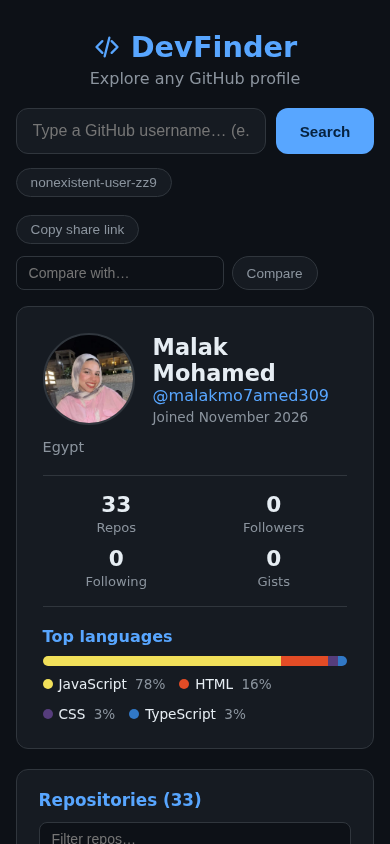 </> DevFinder
Explore any GitHub profile
Type a GitHub username… (e.
Search
nonexistent-user-zz9
Copy share link
Compare with…
Compare
Malak
Mohamed
@malakmo7amed309
Joined November 2026
Egypt
33
Repos
0
Followers
0
Following
0
Gists
Top languages
JavaScript 78%
HTML 16%
CSS 3%
TypeScript 3%
Repositories (33)
Filter repos…